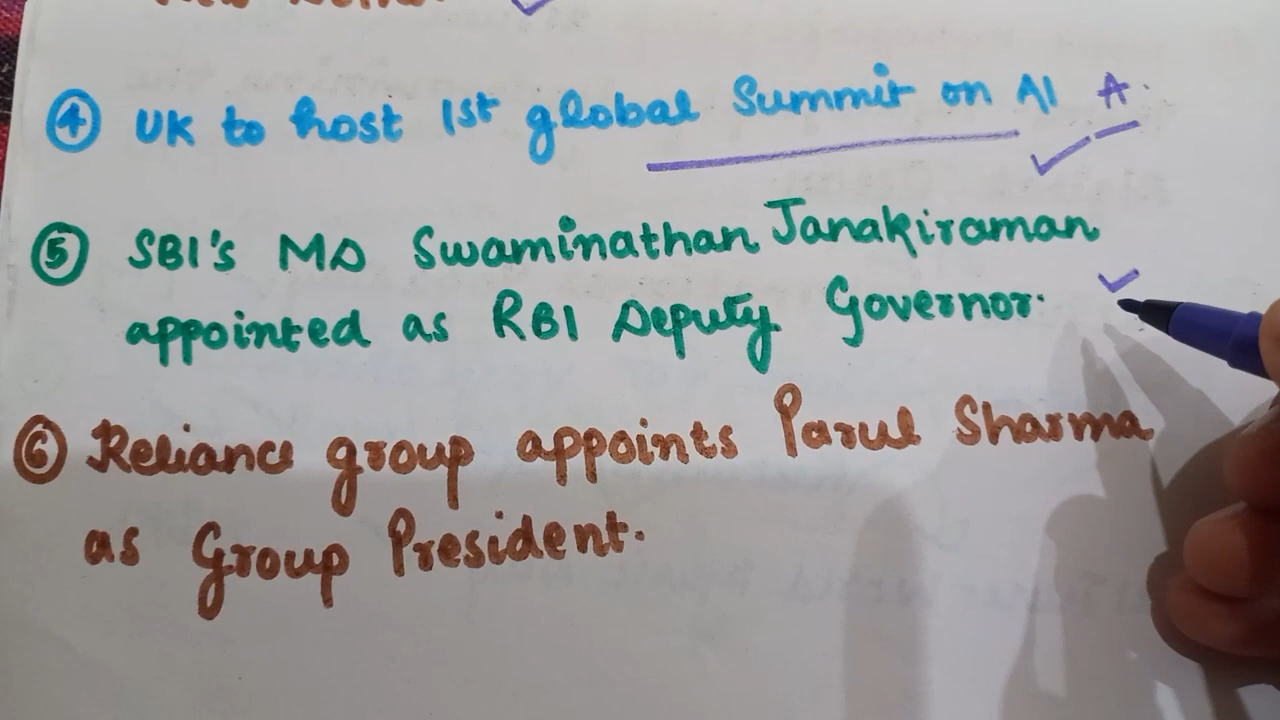 ④ UK to host 1st global Summit on AI A.
⑤ SBI's MD Swaminathan Janakiraman
appointed as RBI Deputy Governor.
⑥ Reliance group appoints Parul Sharma
as Group President.